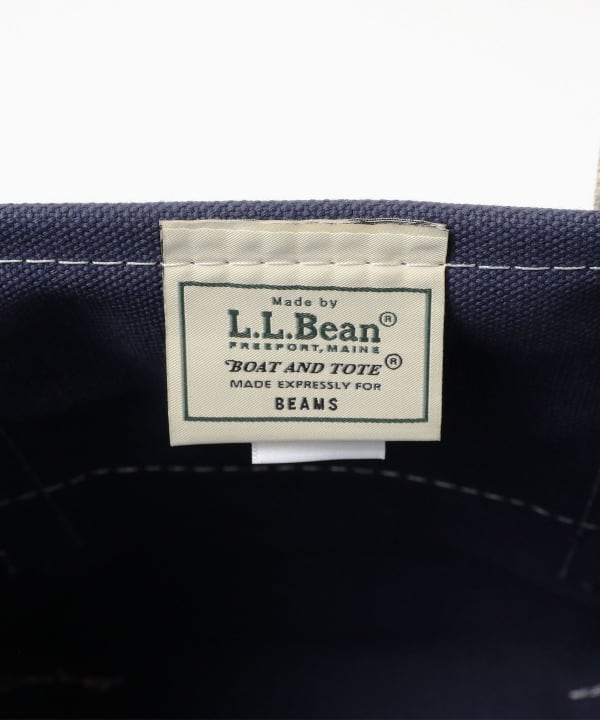 Made by
L.L.Bean®
FREEPORT, MAINE
BOAT AND TOTE®
MADE EXPRESSLY FOR
BEAMS